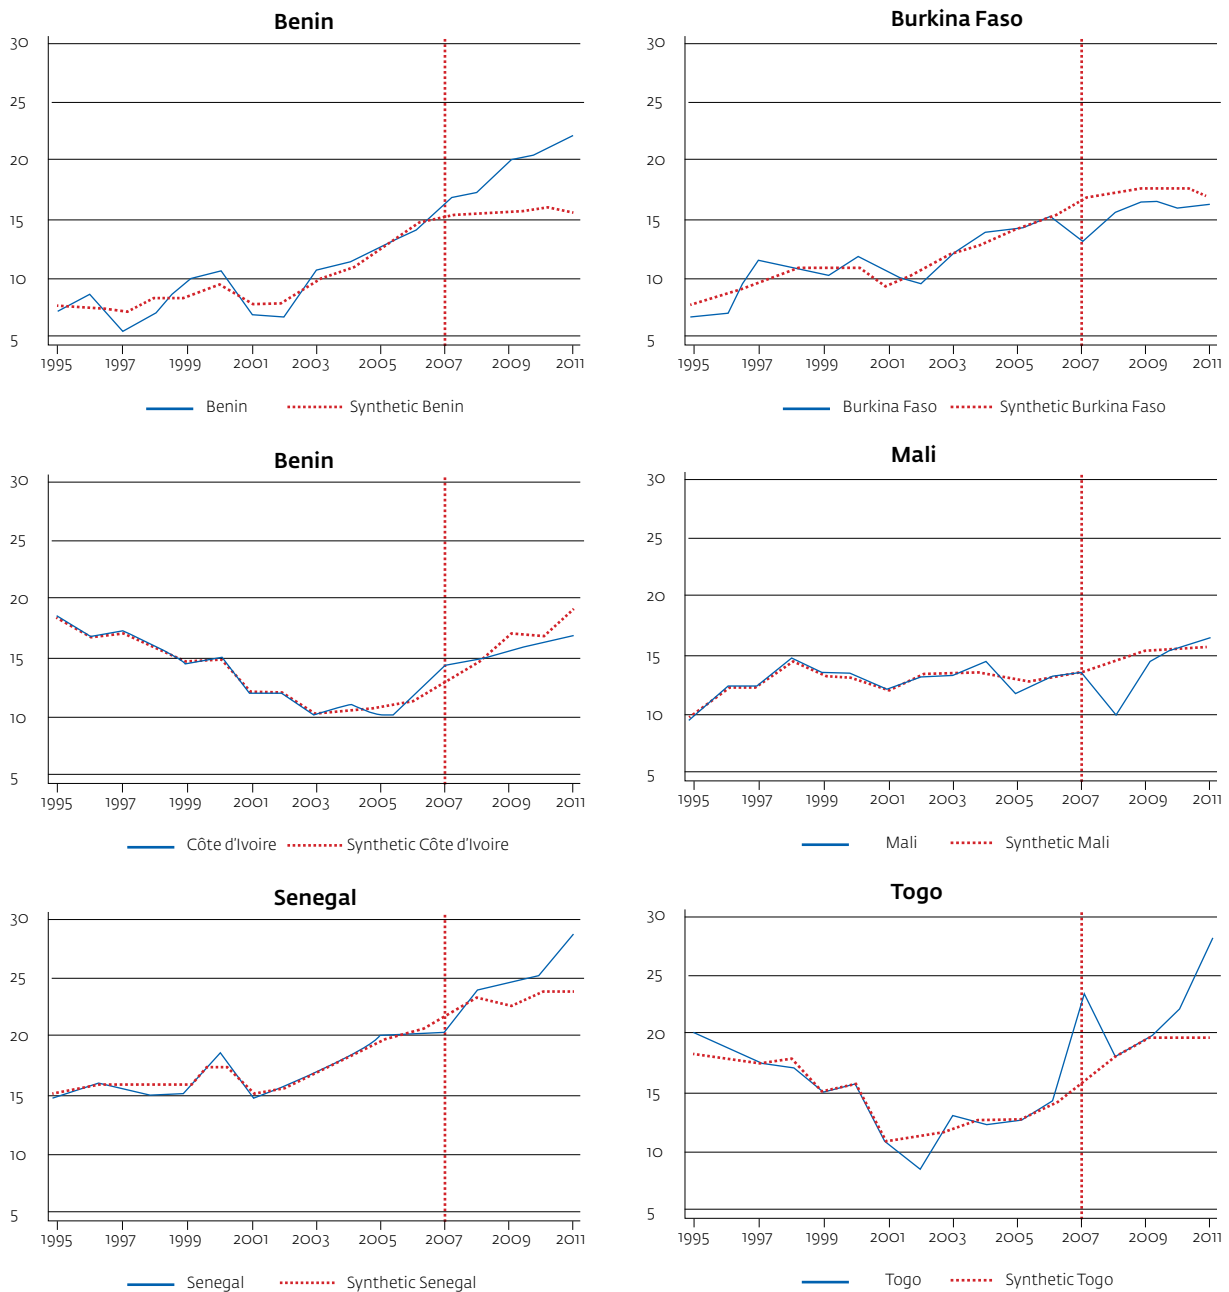 Benin
30
25
20
15
10
5
1995 1997 1999 2001 2003 2005 2007 2009 2011
Benin Synthetic Benin
Burkina Faso
30
25
20
15
10
5
1995 1997 1999 2001 2003 2005 2007 2009 2011
Burkina Faso Synthetic Burkina Faso
Benin
30
25
20
15
10
5
1995 1997 1999 2001 2003 2005 2007 2009 2011
Côte d'Ivoire Synthetic Côte d'Ivoire
Mali
30
25
20
15
10
5
1995 1997 1999 2001 2003 2005 2007 2009 2011
Mali Synthetic Mali
Senegal
30
25
20
15
10
5
1995 1997 1999 2001 2003 2005 2007 2009 2011
Senegal Synthetic Senegal
Togo
30
25
20
15
10
5
1995 1997 1999 2001 2003 2005 2007 2009 2011
Togo Synthetic Togo